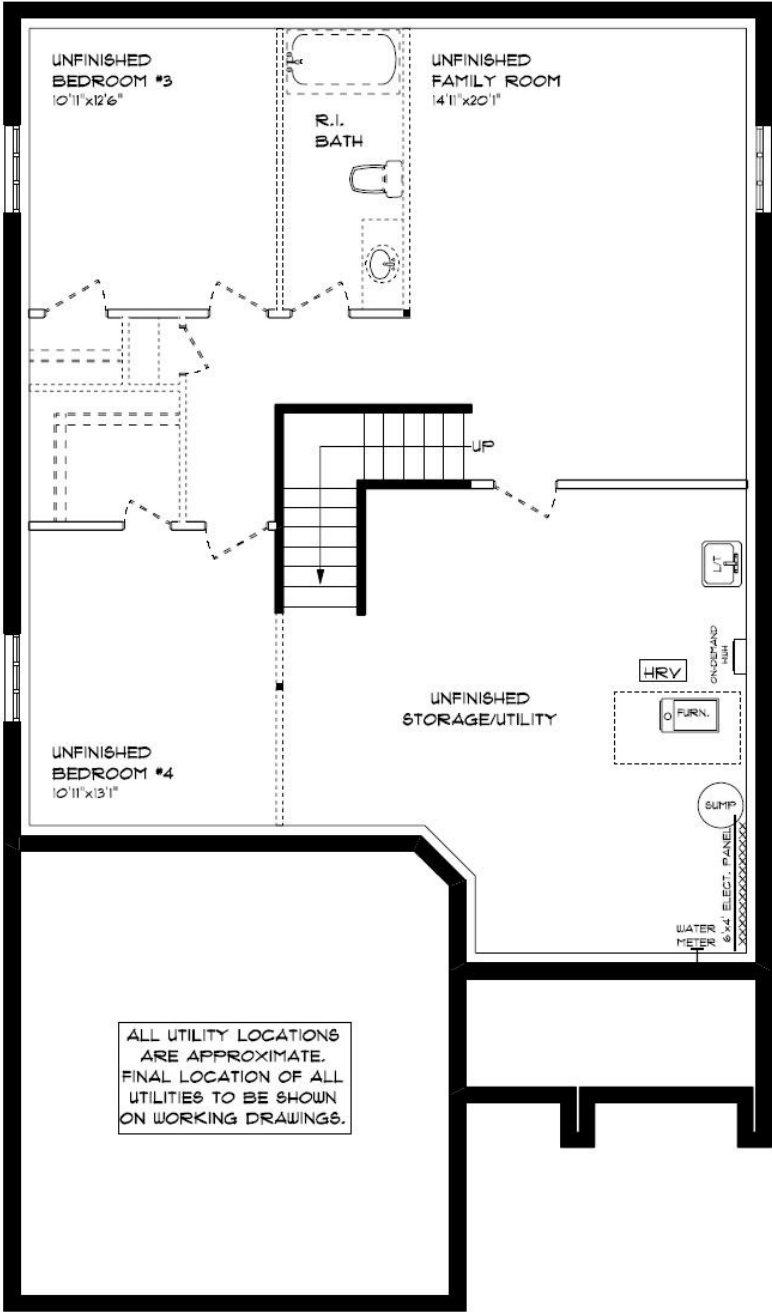 UNFINISHED
BEDROOM #3
10'11"x12'6"
R.I.
BATH
UNFINISHED
FAMILY ROOM
14'11"x20'1"
UP
L/T
ON-DEMAND
HWH
HRV
FURN.
UNFINISHED
STORAGE/UTILITY
SUMP
6'x4' ELECT. PANEL
WATER
METER
UNFINISHED
BEDROOM #4
10'11"x13'1"
ALL UTILITY LOCATIONS
ARE APPROXIMATE.
FINAL LOCATION OF ALL
UTILITIES TO BE SHOWN
ON WORKING DRAWINGS.